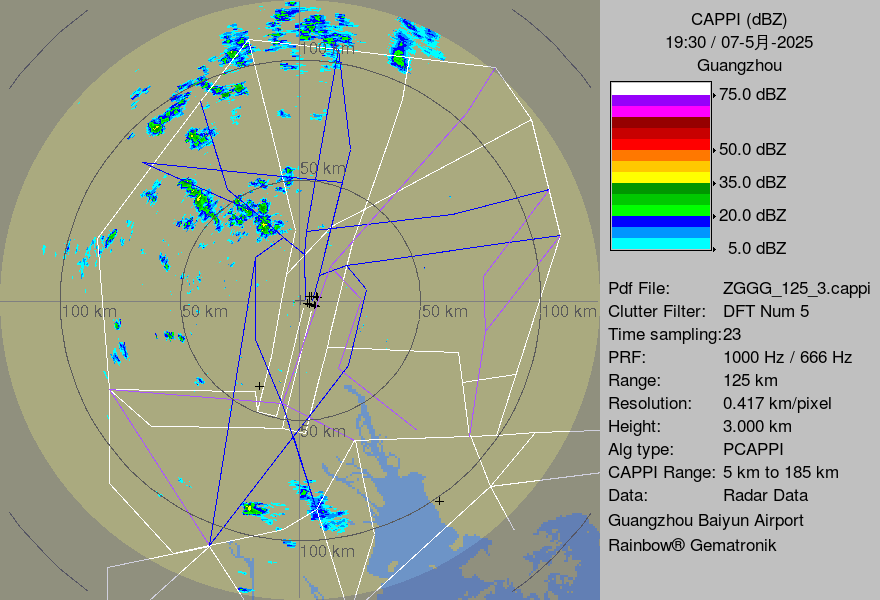 CAPPI (dBZ)
19:30 / 07-5月-2025
Guangzhou
75.0 dBZ
50.0 dBZ
35.0 dBZ
20.0 dBZ
5.0 dBZ
Pdf File: ZGGG_125_3.cappi
Clutter Filter: DFT Num 5
Time sampling:23
PRF: 1000 Hz / 666 Hz
Range: 125 km
Resolution: 0.417 km/pixel
Height: 3.000 km
Alg type: PCAPPI
CAPPI Range: 5 km to 185 km
Data: Radar Data
Guangzhou Baiyun Airport
Rainbow® Gematronik
100 km
50 km
100 km
50 km
50 km
100 km
50 km
100 km